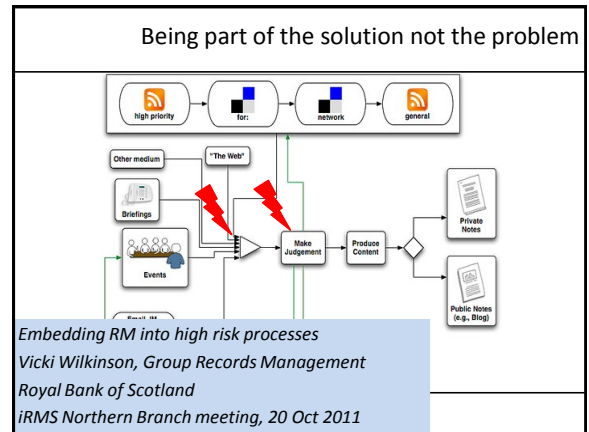 Being part of the solution not the problem
high priority
for:
network
general
Other medium
"The Web"
Briefings
Events
Make
Judgement
Produce
Content
Private
Notes
Public Notes
(e.g., Blog)
Email, IM
Embedding RM into high risk processes
Vicki Wilkinson, Group Records Management
Royal Bank of Scotland
iRMS Northern Branch meeting, 20 Oct 2011